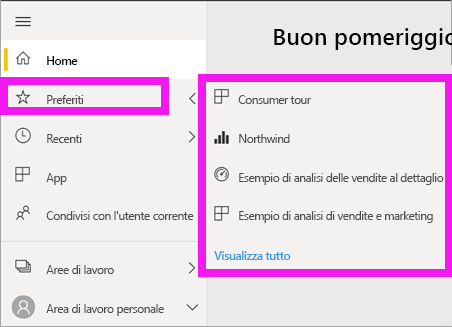 Buon pomeriggio
Home
Preferiti
Recenti
App
Condivisi con l'utente corrente
Aree di lavoro
Area di lavoro personale
Consumer tour
Northwind
Esempio di analisi delle vendite al dettaglio
Esempio di analisi di vendite e marketing
Visualizza tutto